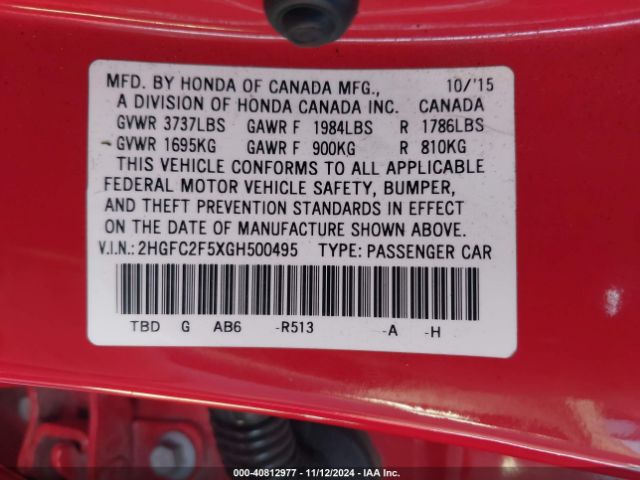 MFD. BY HONDA OF CANADA MFG., 10/'15
A DIVISION OF HONDA CANADA INC. CANADA
GVWR 3737LBS GAWR F 1984LBS R 1786LBS
GVWR 1695KG GAWR F 900KG R 810KG
THIS VEHICLE CONFORMS TO ALL APPLICABLE
FEDERAL MOTOR VEHICLE SAFETY, BUMPER,
AND THEFT PREVENTION STANDARDS IN EFFECT
ON THE DATE OF MANUFACTURE SHOWN ABOVE.
V.I.N.: 2HGFC2F5XGH500495 TYPE: PASSENGER CAR
TBD G AB6 -R513 -A -H
000-40812977 - 11/12/2024 - IAA Inc.